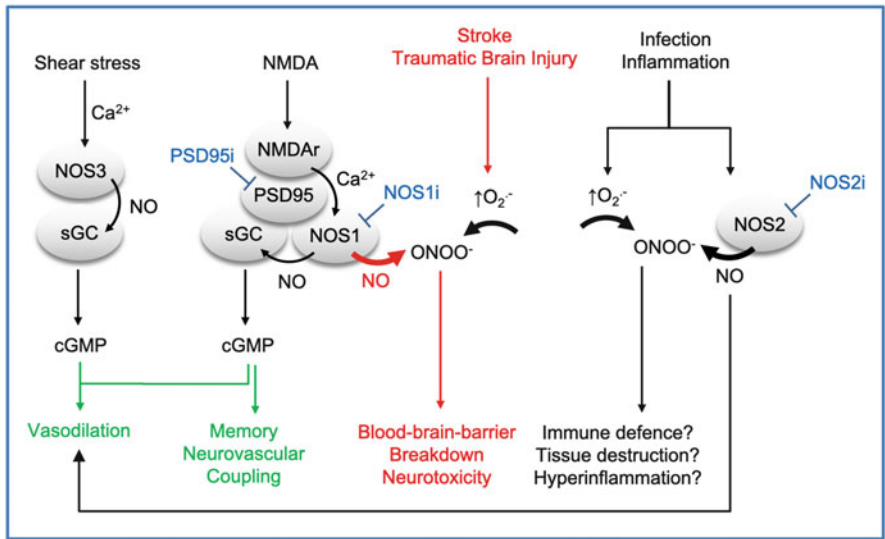 Shear stress
NMDA
Stroke
Traumatic Brain Injury
Infection
Inflammation
Ca²⁺
NOS3
NO
sGC
PSD95i
NMDAr
PSD95
Ca²⁺
NOS1i
sGC
NOS1
NO
NO
↑O₂·-
ONOO-
↑O₂·-
ONOO-
NOS2i
NOS2
NO
cGMP
cGMP
Vasodilation
Memory
Neurovascular
Coupling
Blood-brain-barrier
Breakdown
Neurotoxicity
Immune defence?
Tissue destruction?
Hyperinflammation?